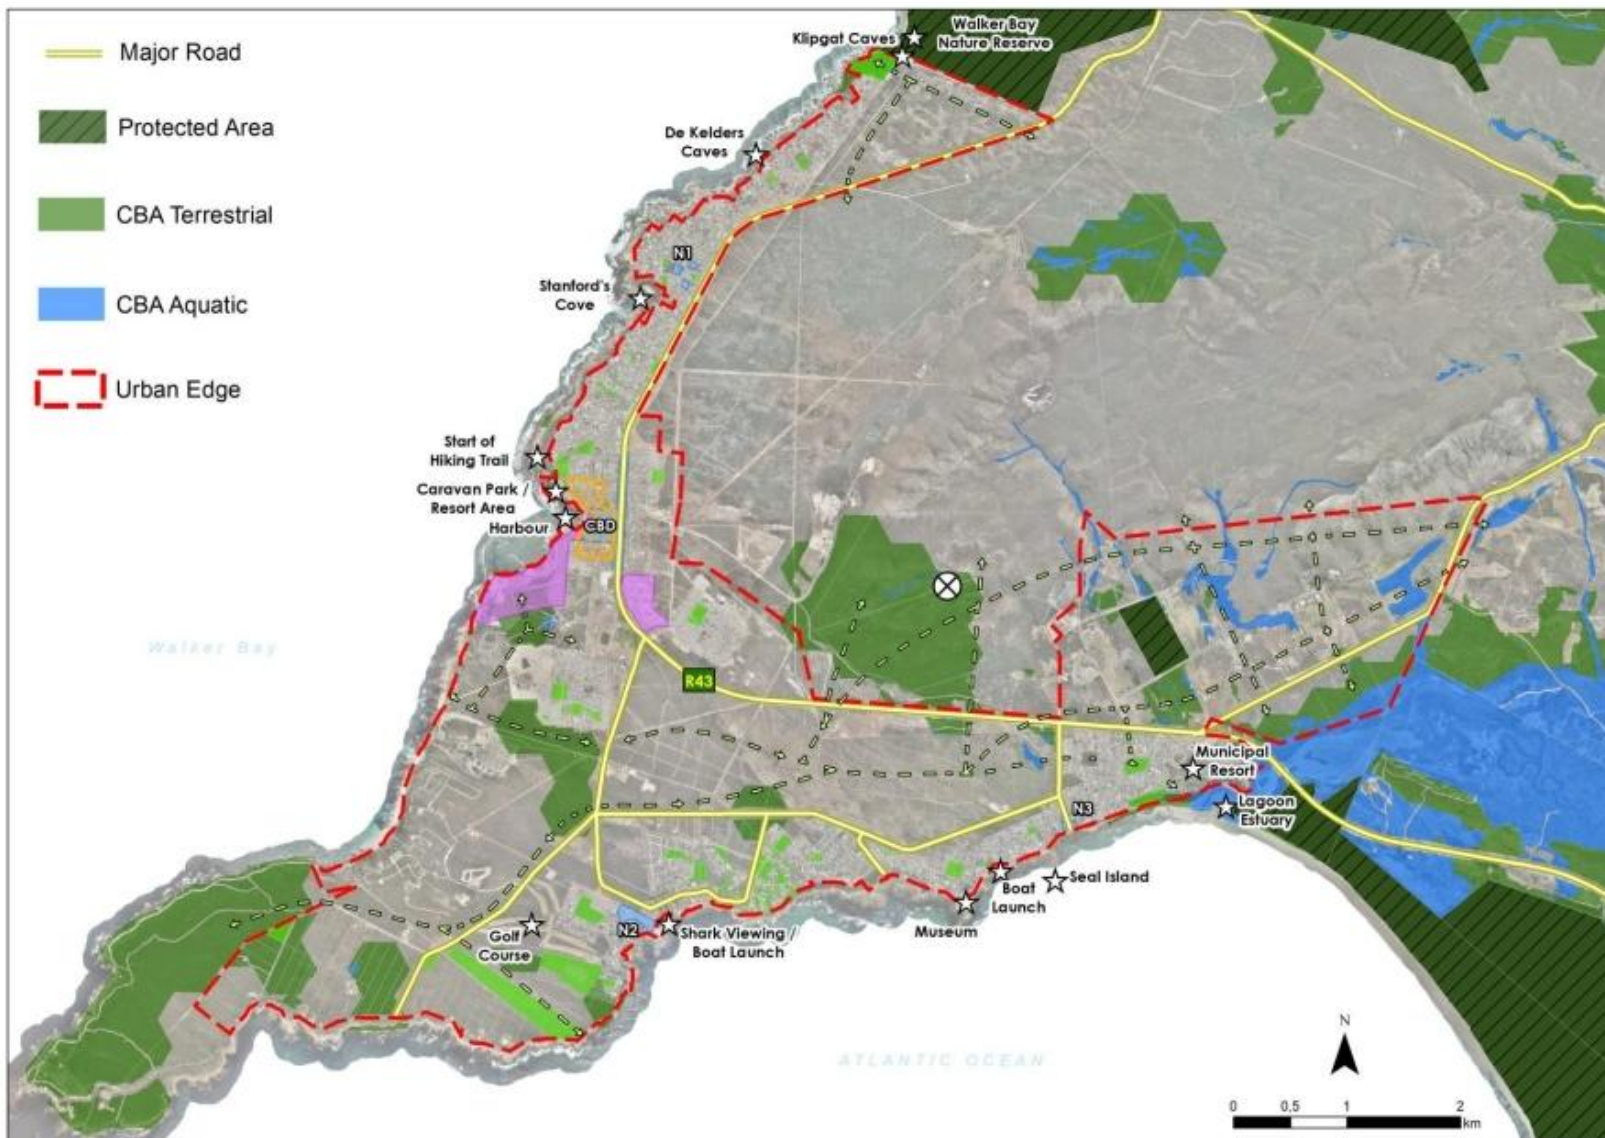 Major Road
Protected Area
CBA Terrestrial
CBA Aquatic
Urban Edge
Klipgat Caves
Walker Bay
Nature Reserve
De Kelders
Caves
N1
Stanford's
Cove
Start of
Hiking Trail
Caravan Park /
Resort Area
Harbour
CBD
Walker Bay
R43
Municipal
Resort
Lagoon
Estuary
N3
Seal Island
Boat
Launch
Museum
Shark Viewing /
Boat Launch
N2
Golf
Course
ATLANTIC OCEAN
N
0 0,5 1 2
km